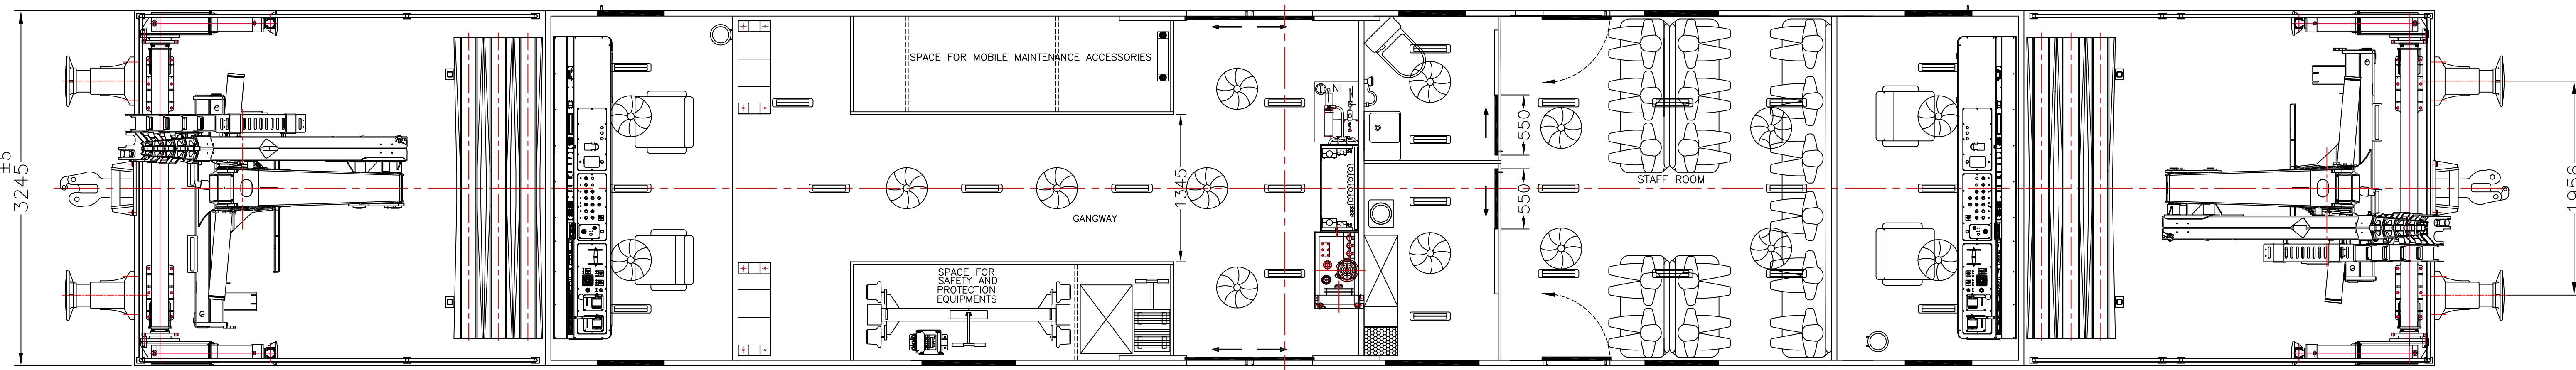 ±5
3245
SPACE FOR MOBILE MAINTENANCE ACCESSORIES
GANGWAY
1345
SPACE FOR
SAFETY AND
PROTECTION
EQUIPMENTS
IN
550
550
STAFF ROOM
1956